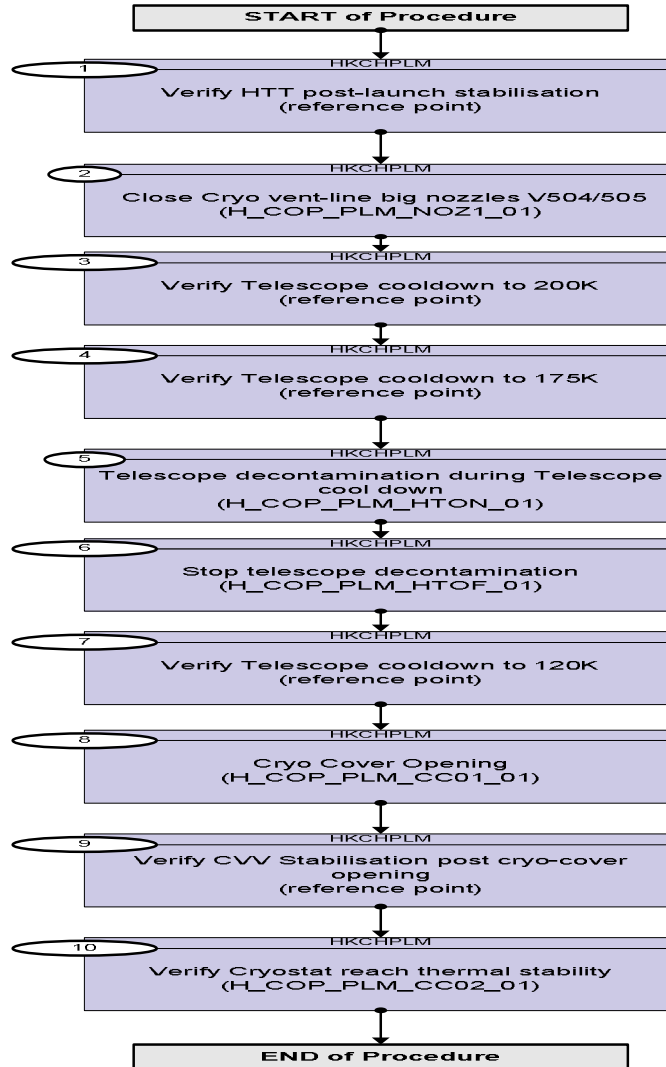 START of Procedure
HKCHPLM
1
Verify HTT post-launch stabilisation
(reference point)
HKCHPLM
2
Close Cryo vent-line big nozzles V504/505
(H_COP_PLM_NOZ1_01)
HKCHPLM
3
Verify Telescope cooldown to 200K
(reference point)
HKCHPLM
4
Verify Telescope cooldown to 175K
(reference point)
HKCHPLM
5
Telescope decontamination during Telescope
cool down
(H_COP_PLM_HTON_01)
HKCHPLM
6
Stop telescope decontamination
(H_COP_PLM_HTOF_01)
HKCHPLM
7
Verify Telescope cooldown to 120K
(reference point)
HKCHPLM
8
Cryo Cover Opening
(H_COP_PLM_CC01_01)
HKCHPLM
9
Verify CVV Stabilisation post cryo-cover
opening
(reference point)
HKCHPLM
10
Verify Cryostat reach thermal stability
(H_COP_PLM_CC02_01)
END of Procedure